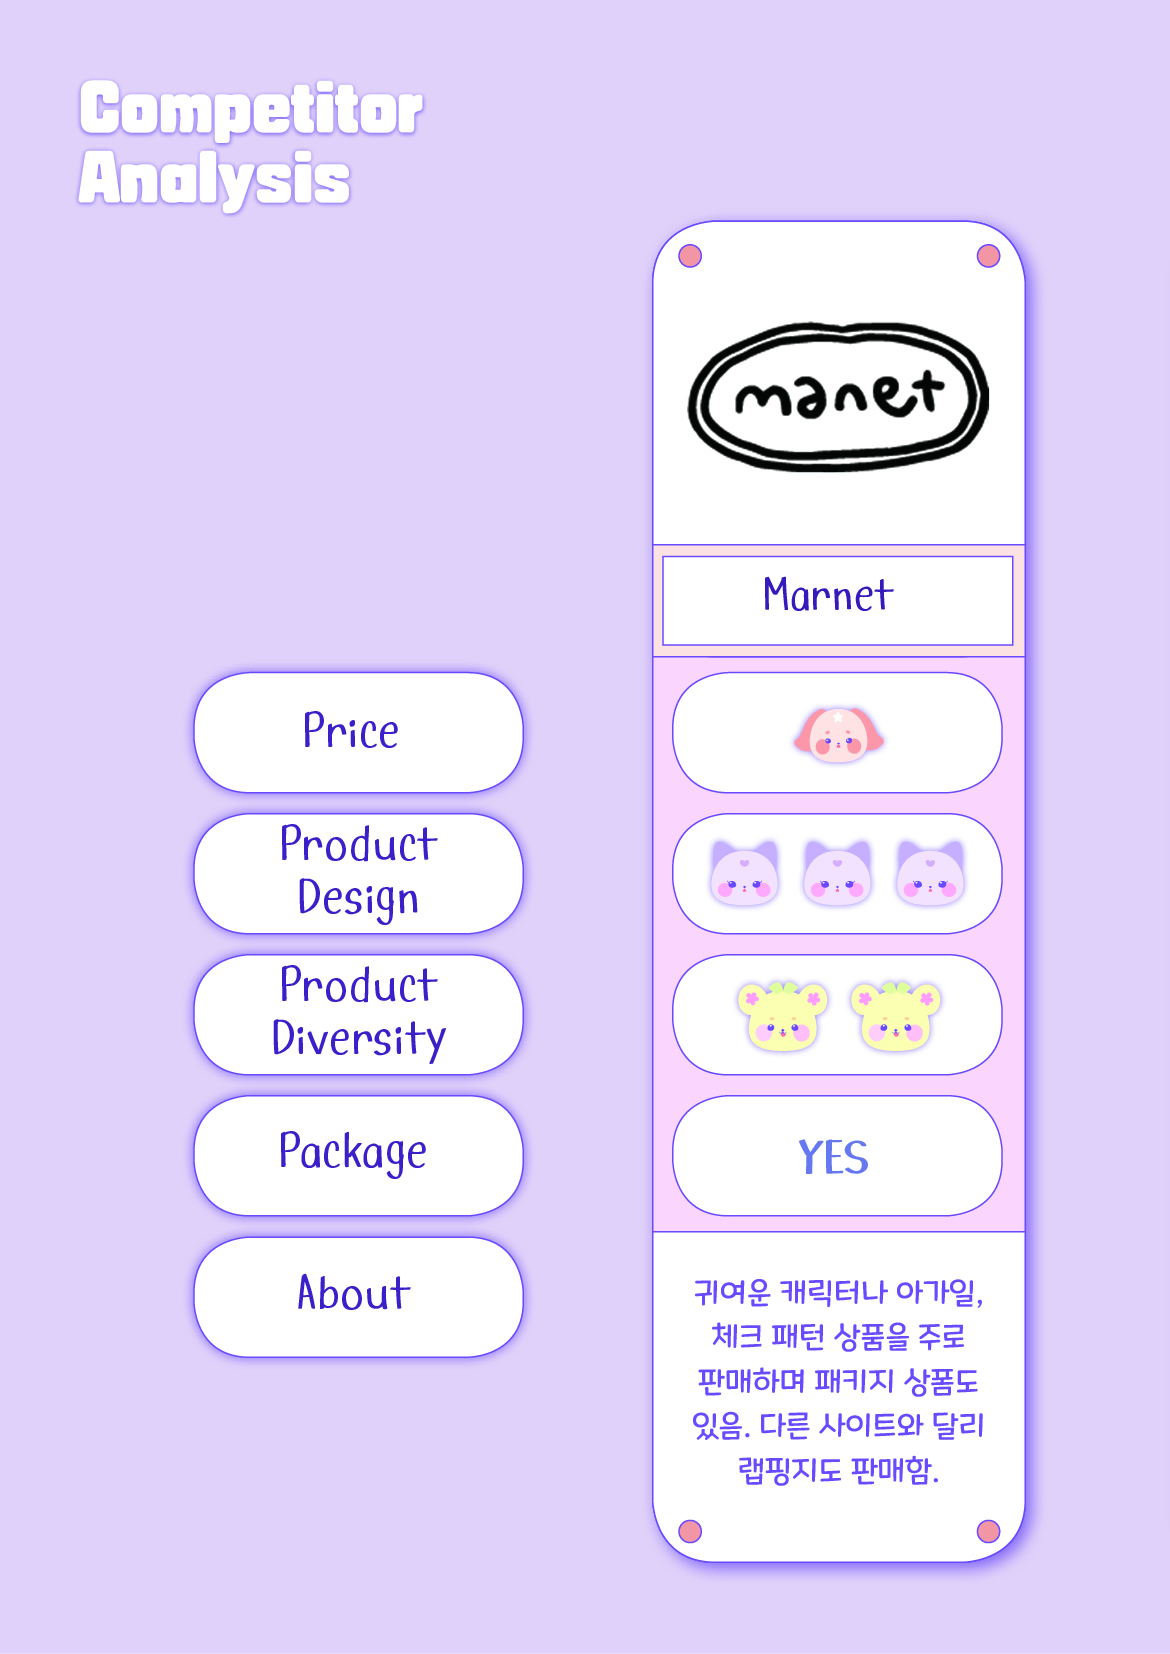 Competitor
Analysis
manet
Marnet
Price
Product
Design
Product
Diversity
Package
YES
About
귀여운 캐릭터나 아가일,
체크 패턴 상품을 주로
판매하며 패키지 상폼도
있음. 다른 사이트와 달리
랩핑지도 판매함.